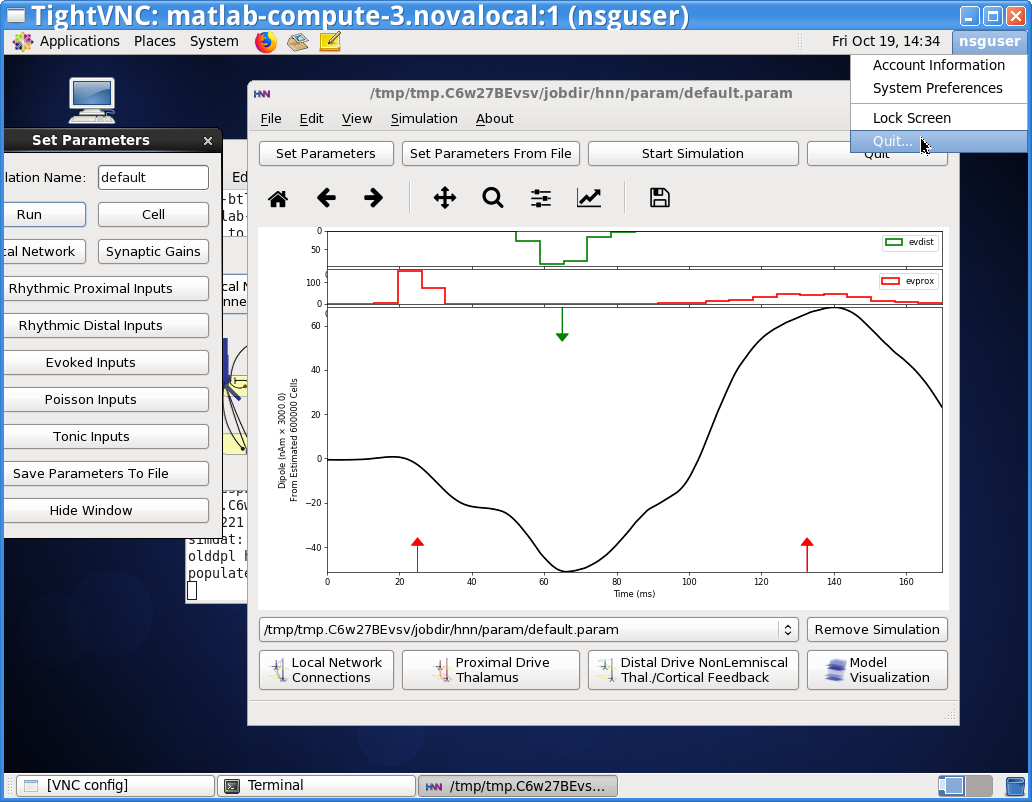 TightVNC: matlab-compute-3.novalocal:1 (nsguser)
Applications Places System
Fri Oct 19, 14:34 nsguser
Account Information
System Preferences
Lock Screen
Quit...
HNN /tmp/tmp.C6w27BEvsv/jobdir/hnn/param/default.param
File Edit View Simulation About
Set Parameters Set Parameters From File Start Simulation Quit
Set Parameters
lation Name: default
Run Cell
cal Network Synaptic Gains
Rhythmic Proximal Inputs
Rhythmic Distal Inputs
Evoked Inputs
Poisson Inputs
Tonic Inputs
Save Parameters To File
Hide Window
Ed
to
.C6w
221
simdat:
olddpl h
populate
0
50
evdist
100
0
evprox
60
40
20
0
−20
−40
Dipole (nAm × 3000.0)
From Estimated 600000 Cells
0 20 40 60 80 100 120 140 160
Time (ms)
/tmp/tmp.C6w27BEvsv/jobdir/hnn/param/default.param Remove Simulation
Local Network
Connections
Proximal Drive
Thalamus
Distal Drive NonLemniscal
Thal./Cortical Feedback
Model
Visualization
[VNC config] Terminal HNN /tmp/tmp.C6w27BEvs...